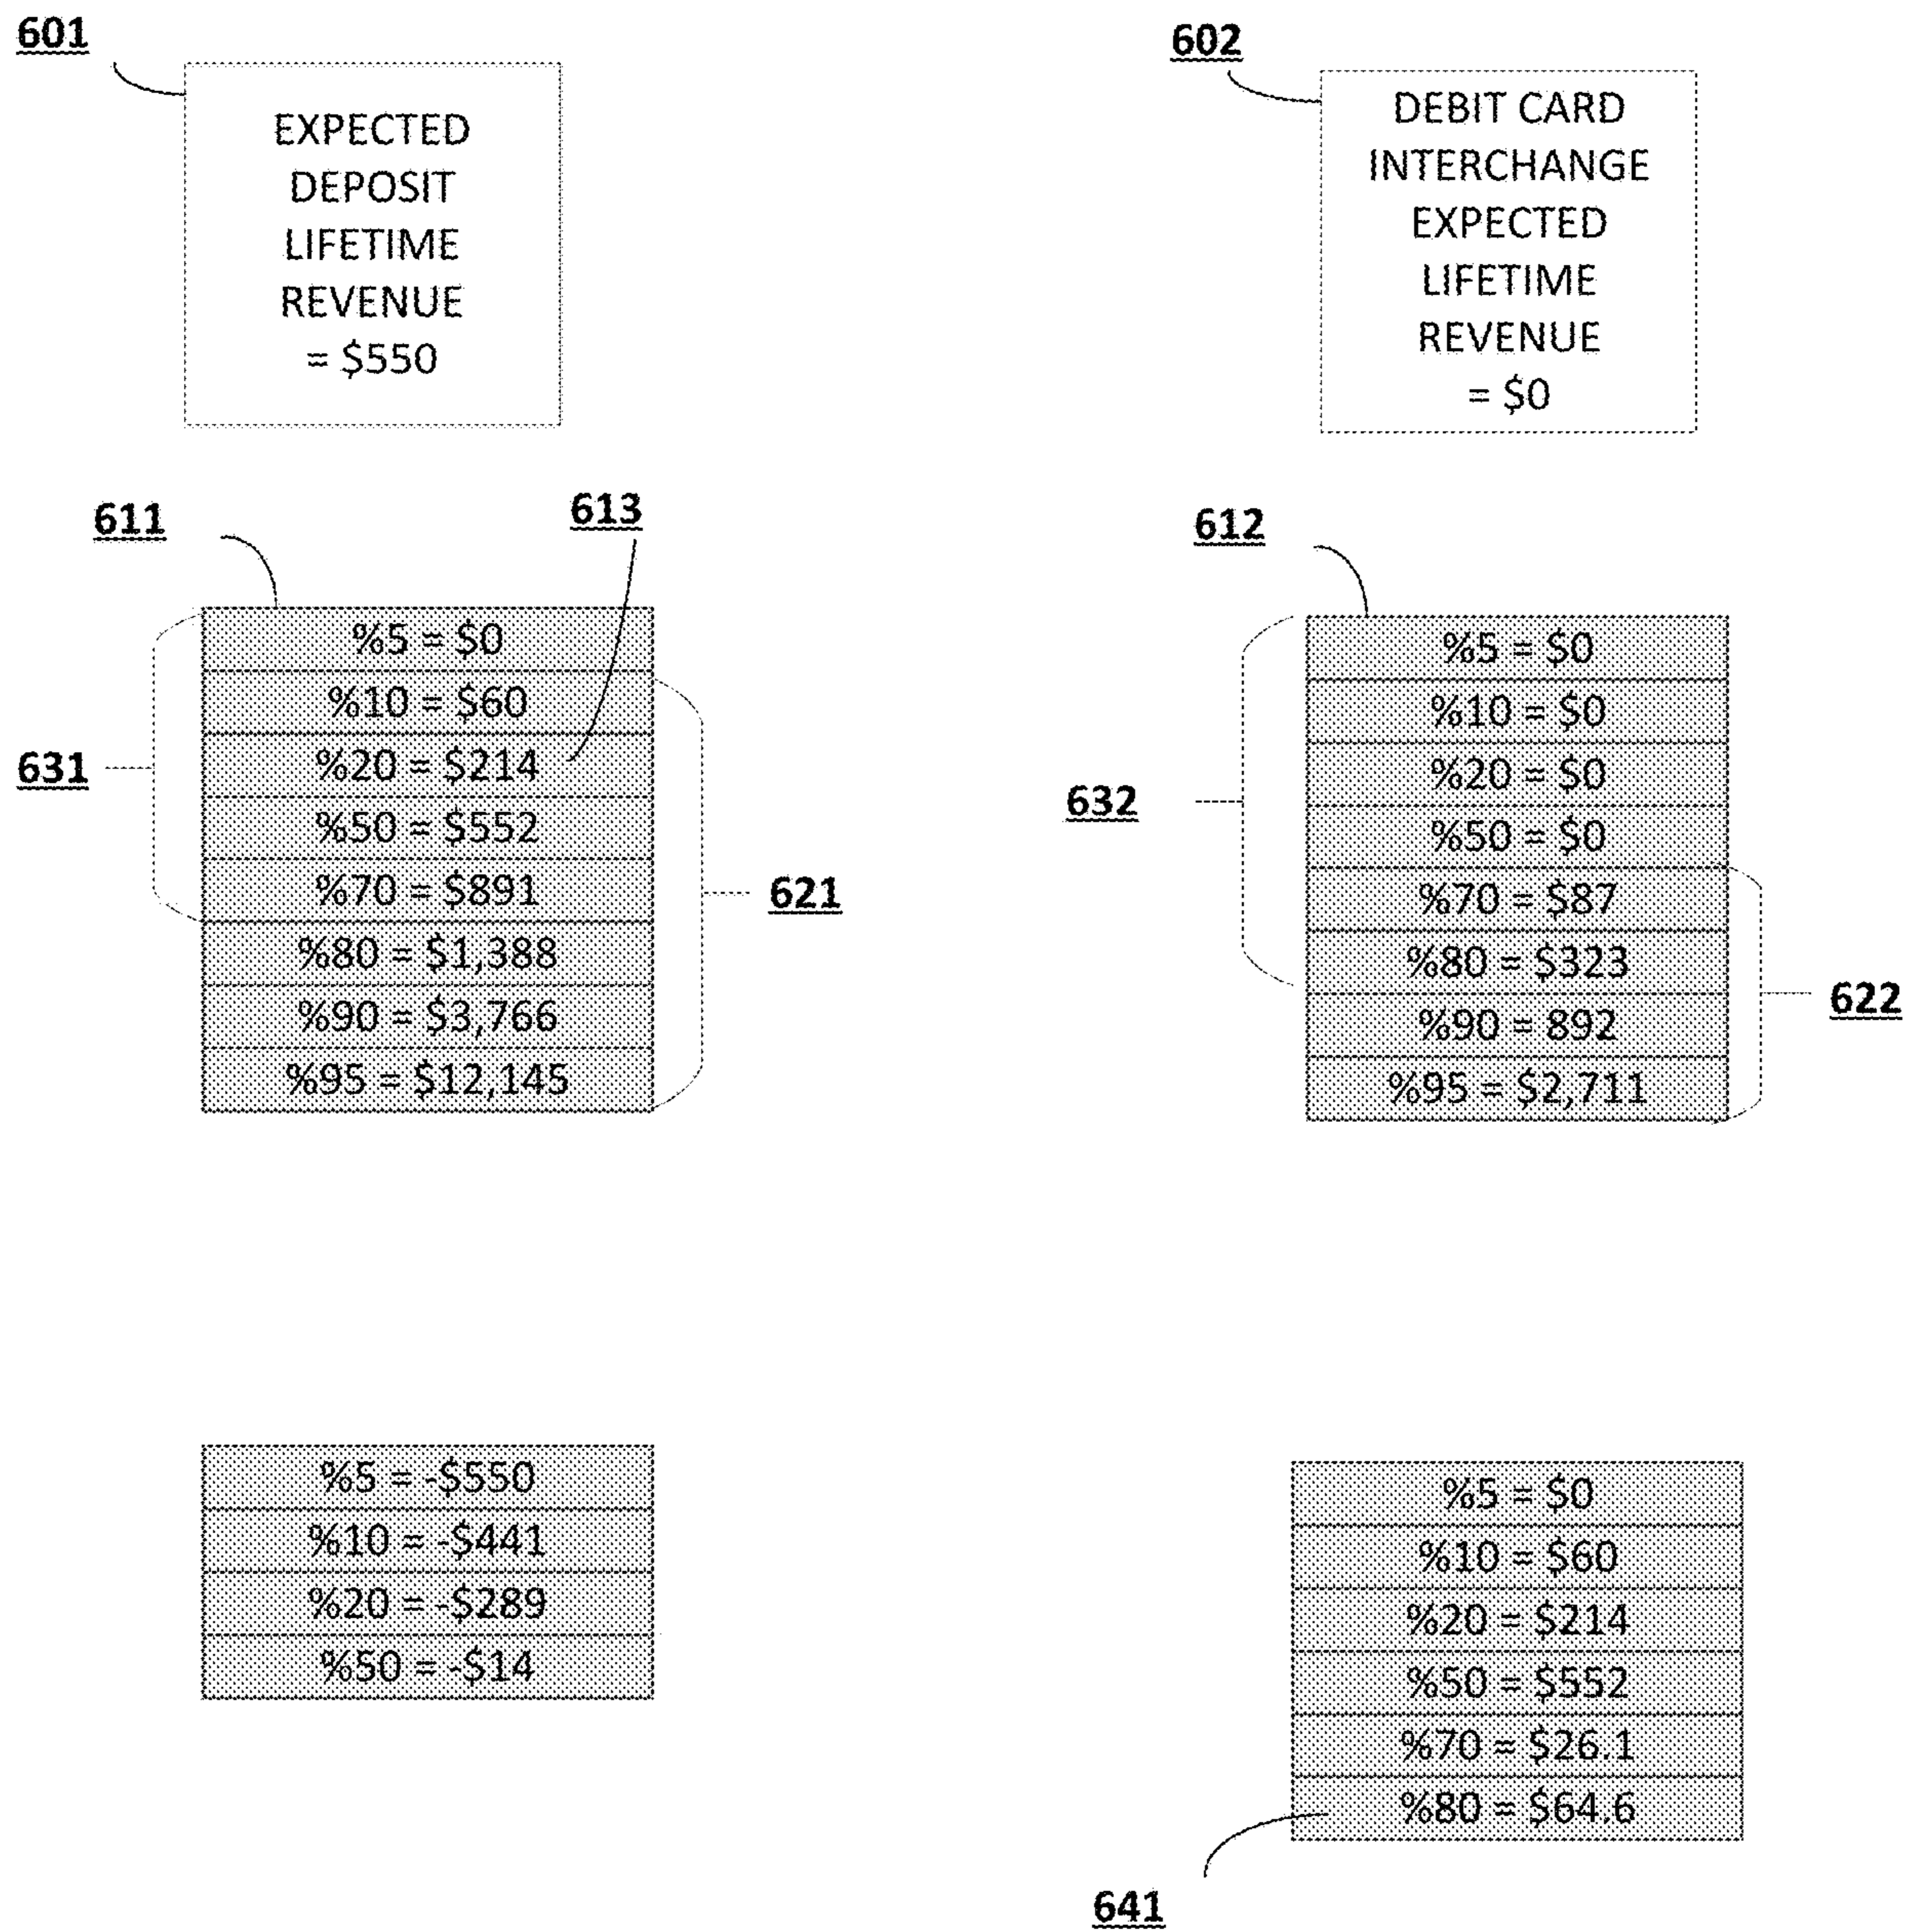 601
EXPECTED
DEPOSIT
LIFETIME
REVENUE
= $550
602
DEBIT CARD
INTERCHANGE
EXPECTED
LIFETIME
REVENUE
= $0
611
613
631
%5 = $0
%10 = $60
%20 = $214
%50 = $552
%70 = $891
%80 = $1,388
%90 = $3,766
%95 = $12,145
621
612
632
%5 = $0
%10 = $0
%20 = $0
%50 = $0
%70 = $87
%80 = $323
%90 = 892
%95 = $2,711
622
%5 = -$550
%10 = -$441
%20 = -$289
%50 = -$14
%5 = $0
%10 = $60
%20 = $214
%50 = $552
%70 = $26.1
%80 = $64.6
641